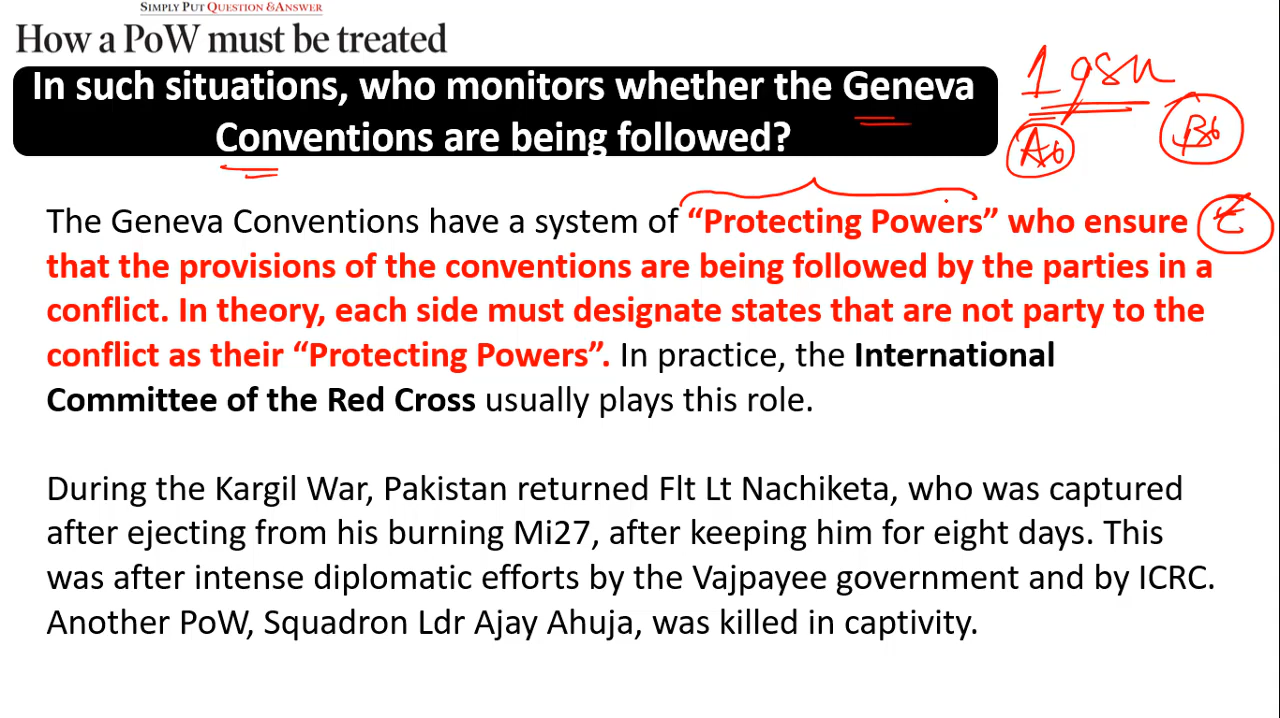 SIMPLY PUT QUESTION &ANSWER
How a PoW must be treated
In such situations, who monitors whether the Geneva
Conventions are being followed?
A6
B6
The Geneva Conventions have a system of “Protecting Powers” who ensure
that the provisions of the conventions are being followed by the parties in a
conflict. In theory, each side must designate states that are not party to the
conflict as their “Protecting Powers”. In practice, the International
Committee of the Red Cross usually plays this role.
During the Kargil War, Pakistan returned Flt Lt Nachiketa, who was captured
after ejecting from his burning Mi27, after keeping him for eight days. This
was after intense diplomatic efforts by the Vajpayee government and by ICRC.
Another PoW, Squadron Ldr Ajay Ahuja, was killed in captivity.